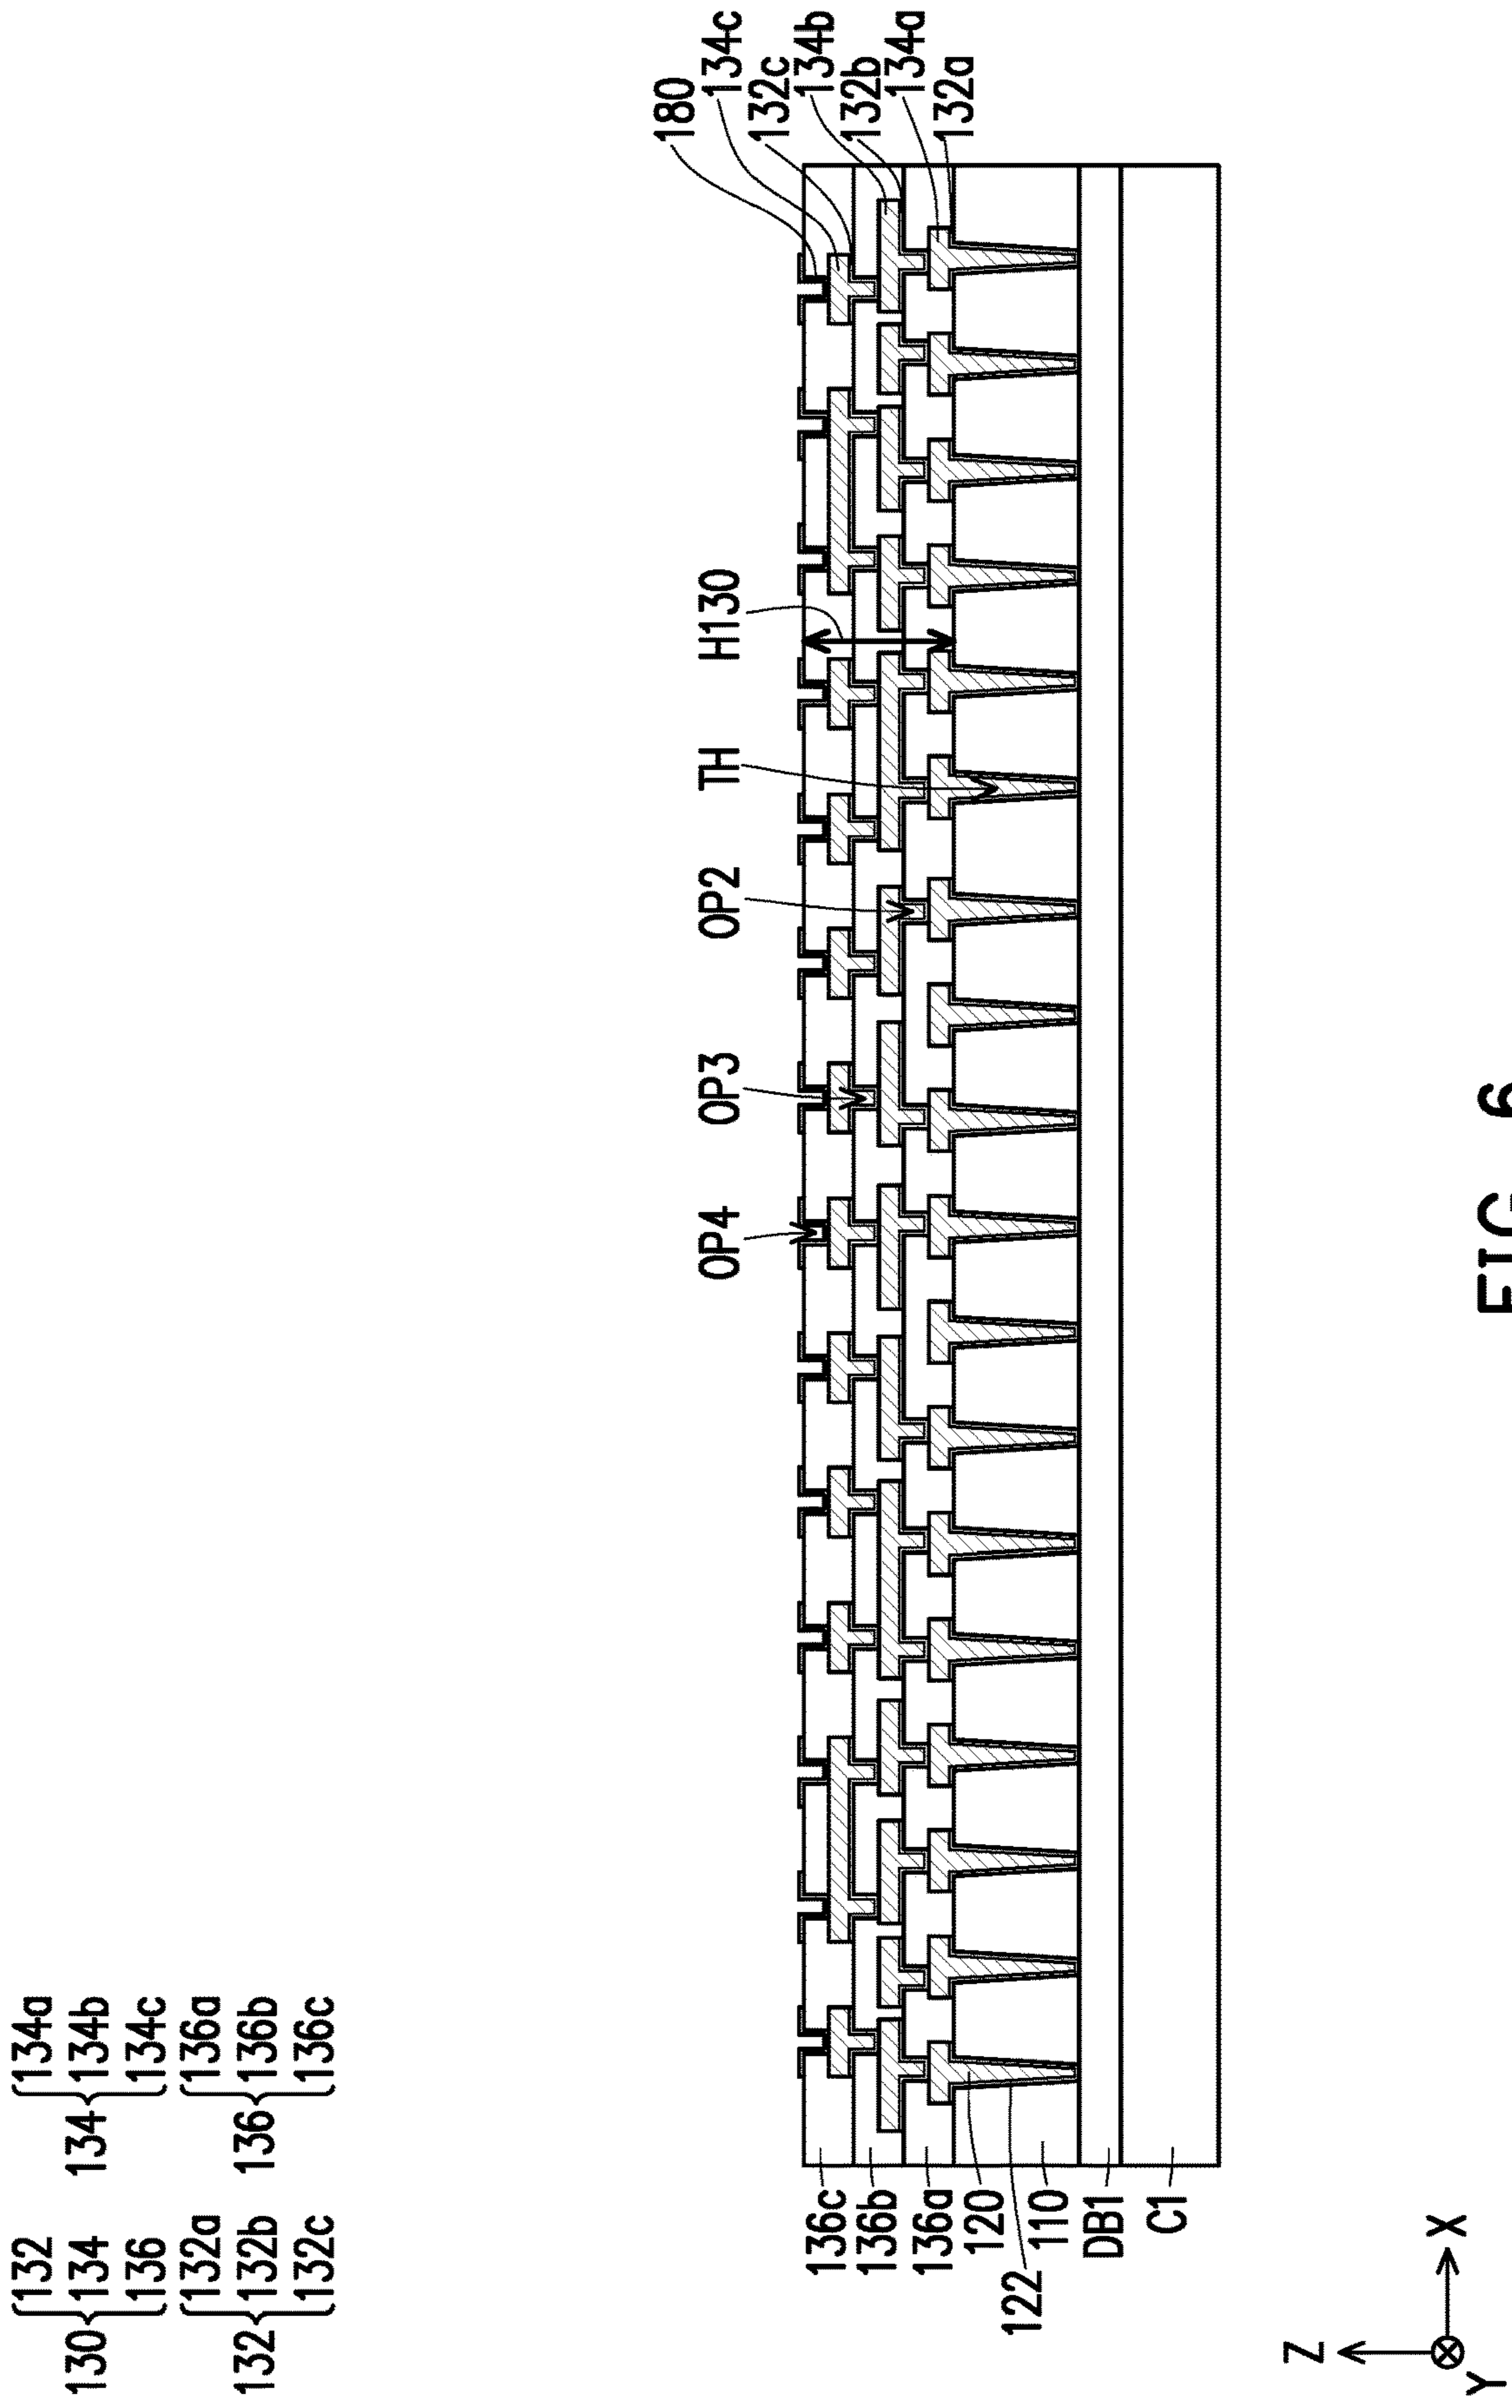 130 { 132 134 { 134a
134 134b
136 134c
132 { 132a 136 { 136a
132b 136b
132c 136c
OP4 OP3 OP2 TH H130 180
134c
132c
134b
132b
134a
132a
136c
136b
136a
120
122
110
DB1
C1
Z
Y X
FIG. 6